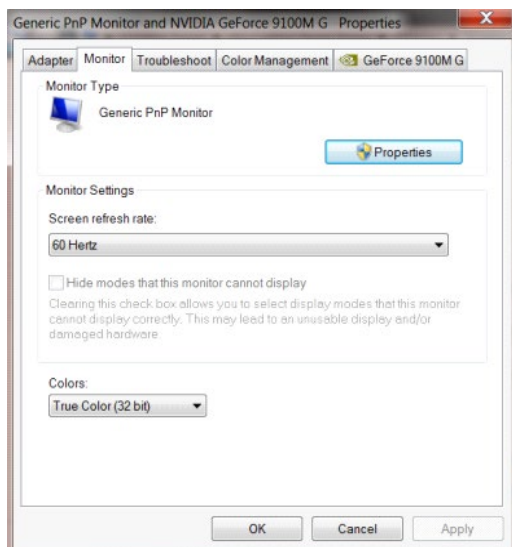 Generic PnP Monitor and NVIDIA GeForce 9100M G Properties
X
Adapter Monitor Troubleshoot Color Management GeForce 9100M G
Monitor Type
Generic PnP Monitor
Properties
Monitor Settings
Screen refresh rate:
60 Hertz
Hide modes that this monitor cannot display
Clearing this check box allows you to select display modes that this monitor
cannot display correctly. This may lead to an unusable display and/or
damaged hardware.
Colors:
True Color (32 bit)
OK Cancel Apply